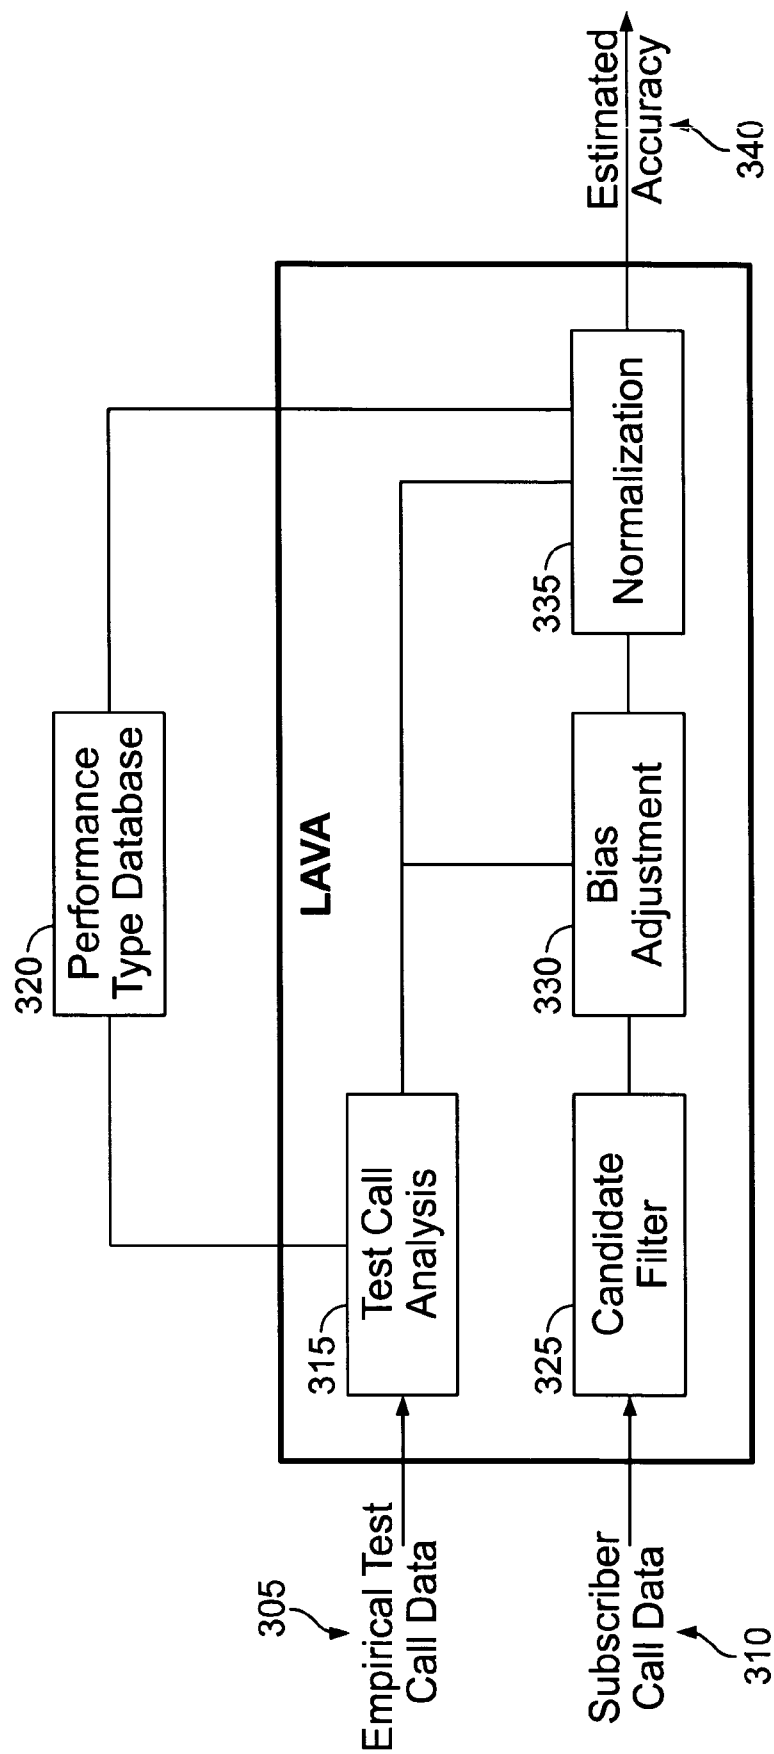 320
Performance
Type Database
LAVA
305
Empirical Test
Call Data
315
Test Call
Analysis
310
Subscriber
Call Data
325
Candidate
Filter
330
Bias
Adjustment
335
Normalization
Estimated
Accuracy
340